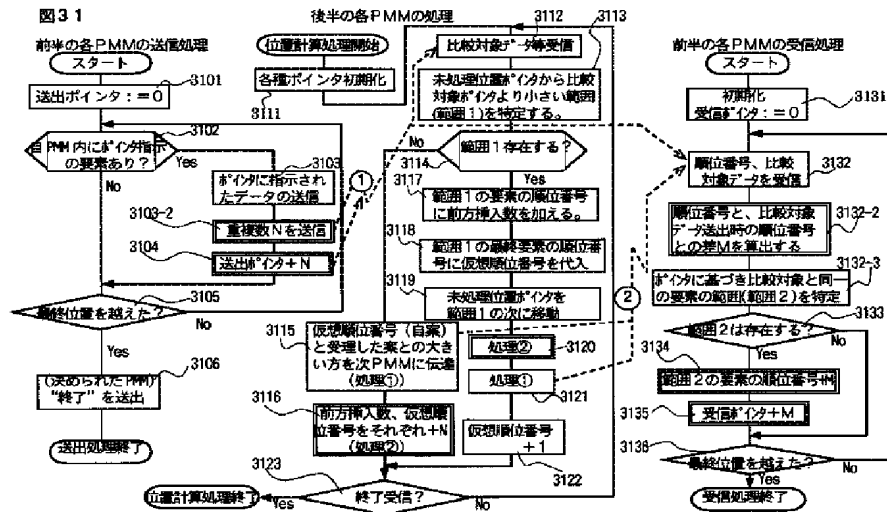 図31
前半の各PMMの送信処理
スタート
3101
送出ポインタ：=0
3102
自PMM内にポインタ指示
の要素あり？
Yes
No
3103
ポインタに指示され
たデータの送信
①
3103-2
重複数Nを送信
3104
送出ポインタ+N
3105
最終位置を越えた？
No
Yes
3106
(決められたPMM)
"終了"を送出
送出処理終了
後半の各PMMの処理
位置計算処理開始
各種ポインタ初期化
3111
3112
比較対象データ等受信
3113
未処理位置ポインタから比較
対象ポインタより小さい範囲
(範囲1)を特定する。
No
3114
範囲1存在する？
Yes
3117
範囲1の要素の順位番号
に前方挿入数を加える。
3118
範囲1の最終要素の順位番
号に仮想順位番号を代入
3119
未処理位置ポインタを
範囲1の次に移動
②
3115
仮想順位番号（自案）
と受理した案との大き
い方を次PMMに伝達
(処理①)
処理②
3120
処理①
3121
3116
前方挿入数、仮想順
位番号をそれぞれ+N
(処理②)
仮想順位番号
+1
3122
3123
終了受信？
Yes
No
位置計算処理終了
前半の各PMMの受信処理
スタート
初期化
受信ポインタ：=0
3131
順位番号、比較
対象データを受信
3132
順位番号と、比較対象
データ送出時の順位番号
との差Mを算出する
3132-2
3132-3
ポインタに基づき比較対象と同一
の要素の範囲(範囲2)を特定
3133
範囲2は存在する？
No
Yes
3134
範囲2の要素の順位番号+M
3135
受信ポインタ+M
3136
最終位置を越えた？
No
Yes
受信処理終了